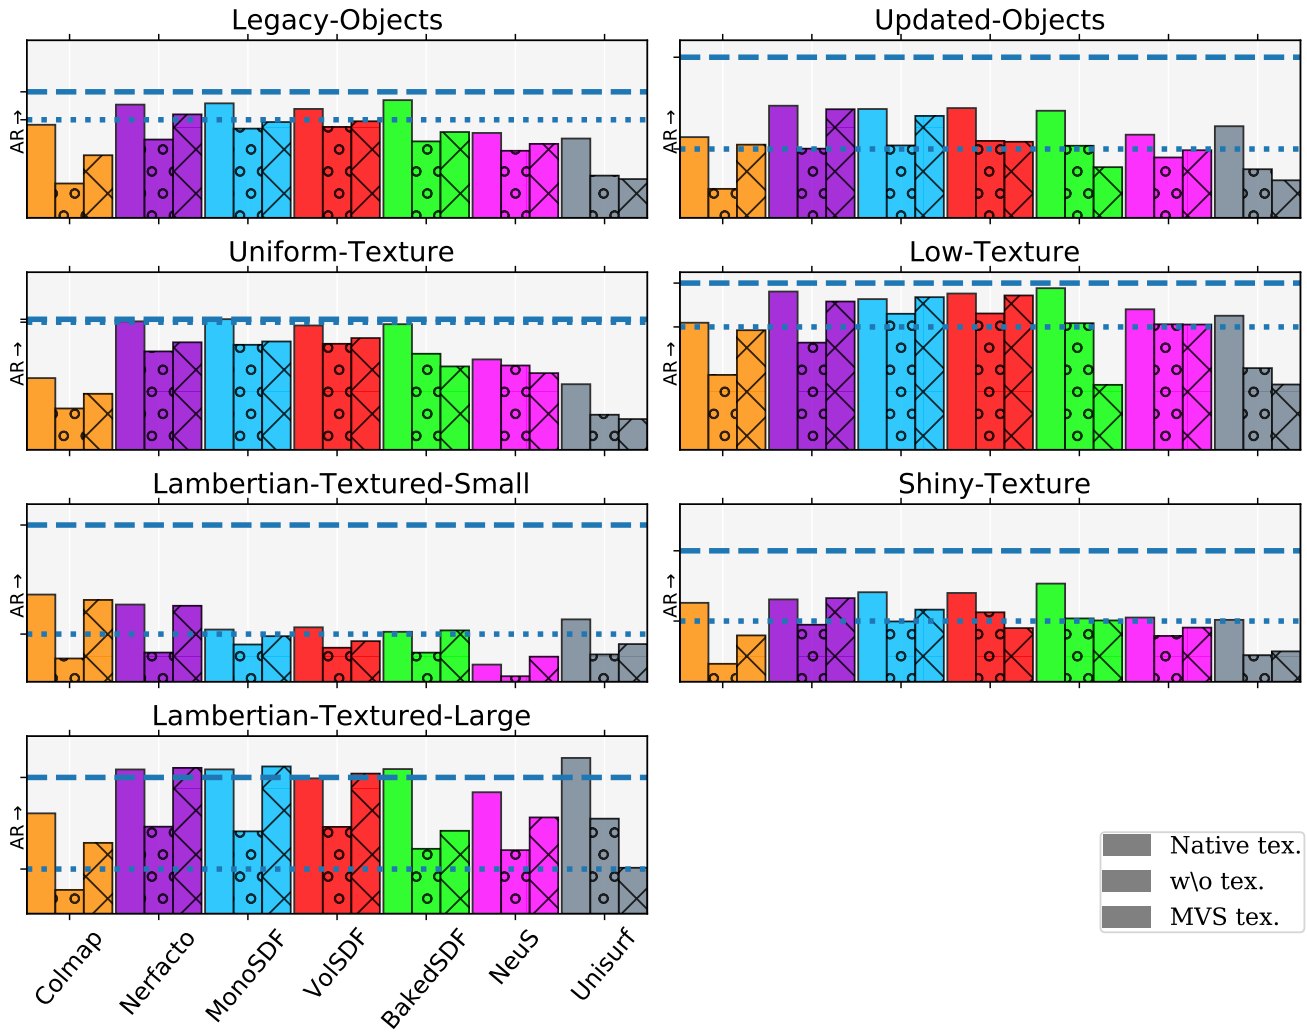 Legacy-Objects
Updated-Objects
AR →
AR →
Uniform-Texture
Low-Texture
AR →
AR →
Lambertian-Textured-Small
Shiny-Texture
AR →
AR →
Lambertian-Textured-Large
AR →
Colmap
Nerfacto
MonoSDF
VolSDF
BakedSDF
NeuS
Unisurf
Native tex.
w\o tex.
MVS tex.